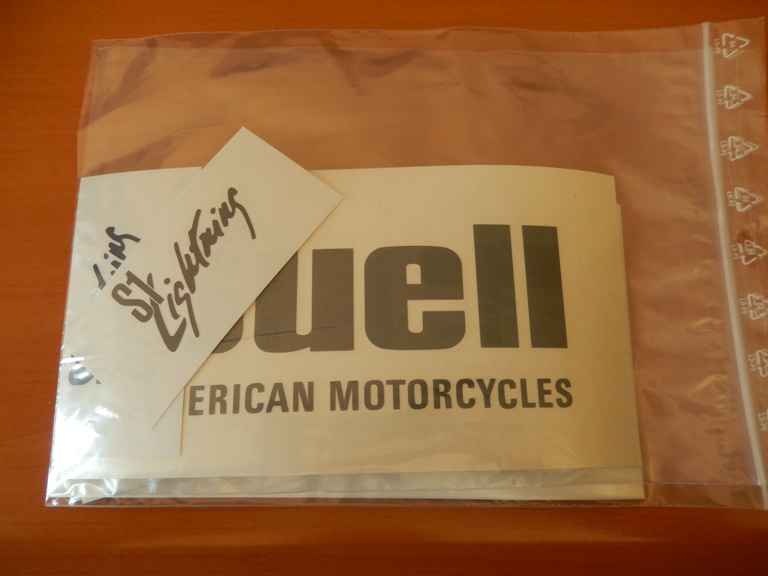 S1
Lightning
uell
ERICAN MOTORCYCLES